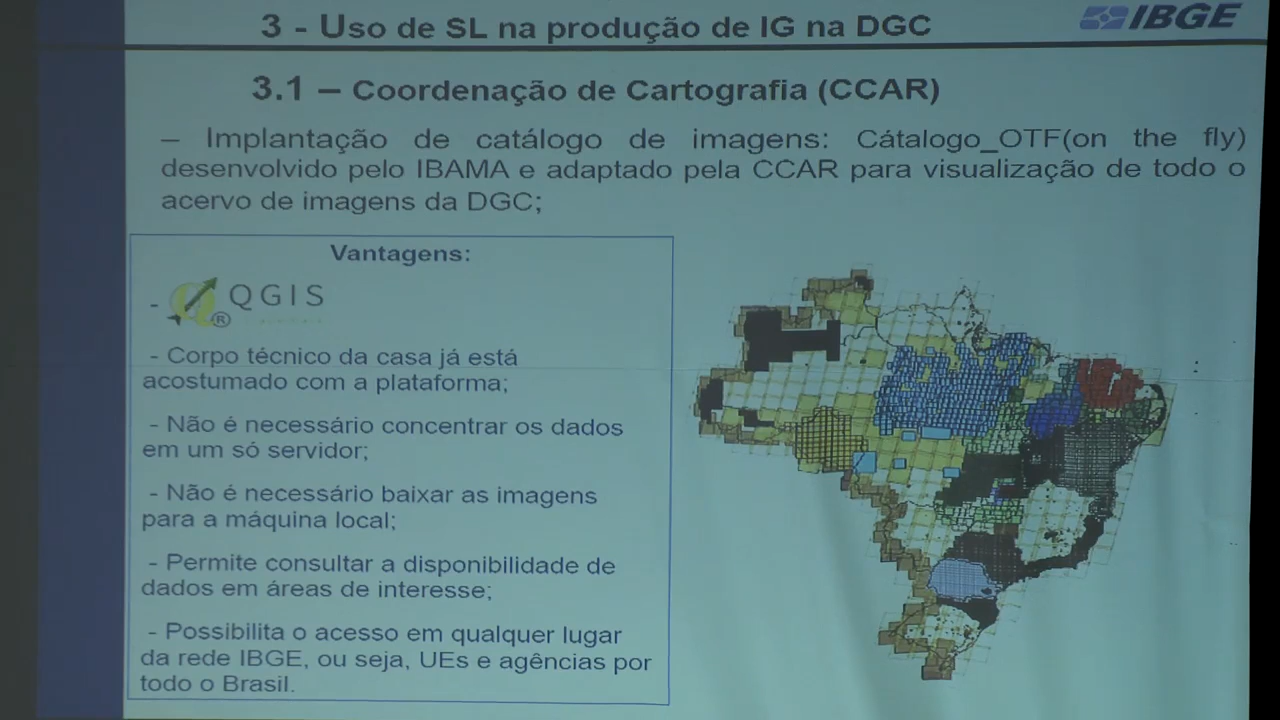 3 - Uso de SL na produção de IG na DGC
IBGE
3.1 – Coordenação de Cartografia (CCAR)
– Implantação de catálogo de imagens: Cátalogo_OTF(on the fly)
desenvolvido pelo IBAMA e adaptado pela CCAR para visualização de todo o
acervo de imagens da DGC;
Vantagens:
- QGIS ®
- Corpo técnico da casa já está
acostumado com a plataforma;
- Não é necessário concentrar os dados
em um só servidor;
- Não é necessário baixar as imagens
para a máquina local;
- Permite consultar a disponibilidade de
dados em áreas de interesse;
- Possibilita o acesso em qualquer lugar
da rede IBGE, ou seja, UEs e agências por
todo o Brasil.